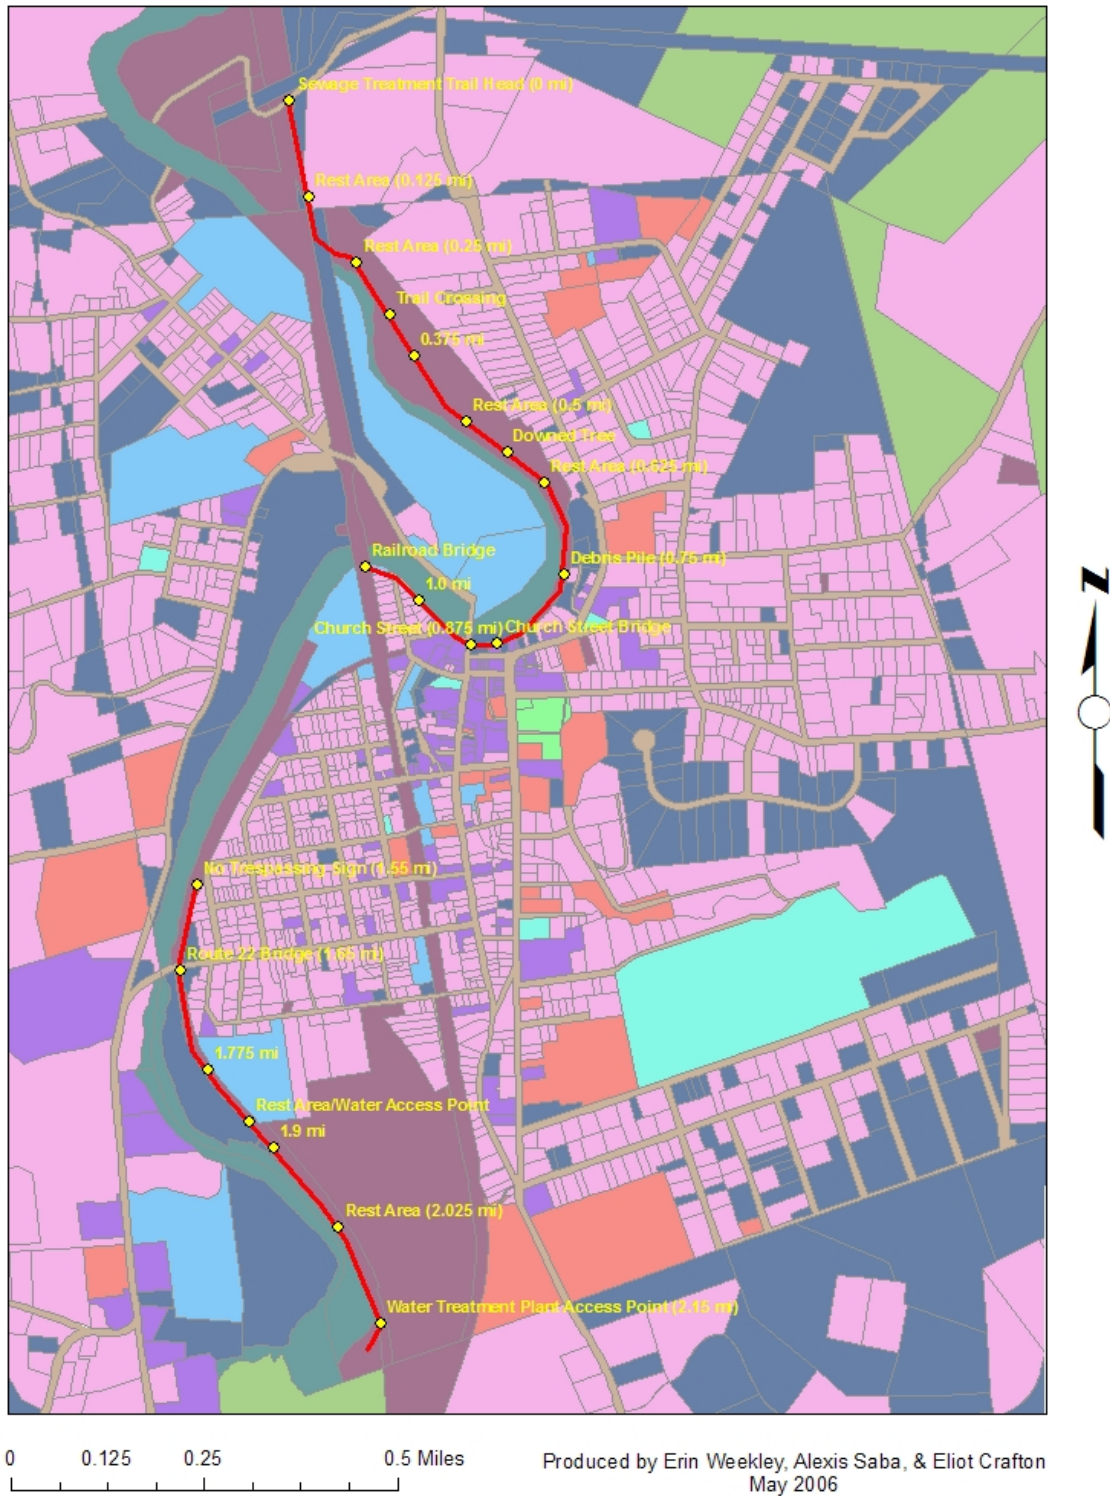 Sewage Treatment Trail Head (0 mi)
Rest Area (0.125 mi)
Rest Area (0.25 mi)
Trail Crossing
0.375 mi
Rest Area (0.5 mi)
Downed Tree
Rest Area (0.625 mi)
Railroad Bridge
Debris Pile (0.75 mi)
1.0 mi
Church Street (0.875 mi)
Church Street Bridge
No Trespassing Sign (1.55 mi)
Route 22 Bridge (1.65 mi)
1.775 mi
Rest Area/Water Access Point
1.9 mi
Rest Area (2.025 mi)
Water Treatment Plant Access Point (2.15 mi)
N
0 0.125 0.25 0.5 Miles
Produced by Erin Weekley, Alexis Saba, & Eliot Crafton
May 2006